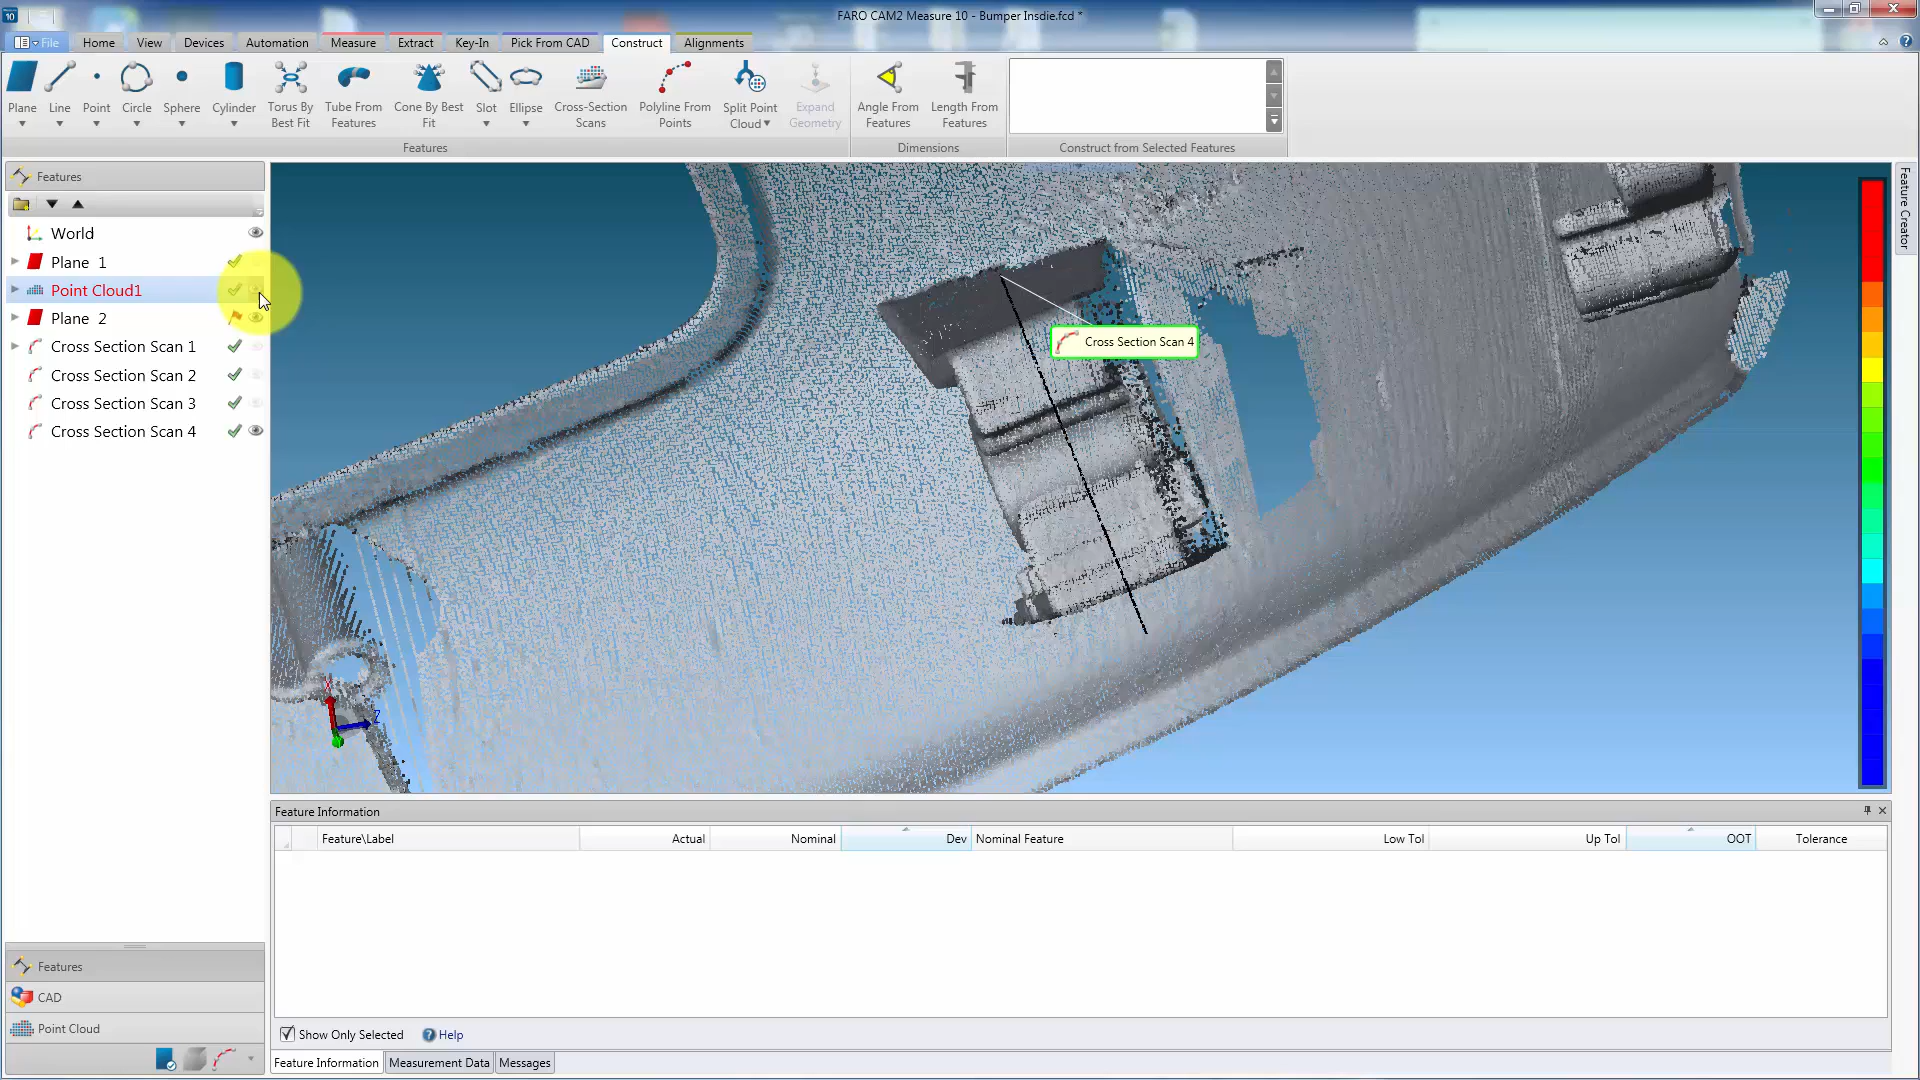 10
FARO CAM2 Measure 10 - Bumper Insdie.fcd *
File
Home
View
Devices
Automation
Measure
Extract
Key-In
Pick From CAD
Construct
Alignments
Plane
Line
Point
Circle
Sphere
Cylinder
Torus By
Best Fit
Tube From
Features
Cone By Best
Fit
Slot
Ellipse
Cross-Section
Scans
Polyline From
Points
Split Point
Cloud
Expand
Geometry
Angle From
Features
Length From
Features
Features
Dimensions
Construct from Selected Features
Features
World
Plane 1
Point Cloud1
Plane 2
Cross Section Scan 1
Cross Section Scan 2
Cross Section Scan 3
Cross Section Scan 4
Cross Section Scan 4
X
Z
Feature Creator
Features
CAD
Point Cloud
Feature Information
Feature\Label
Actual
Nominal
Dev
Nominal Feature
Low Tol
Up Tol
OOT
Tolerance
Show Only Selected
Help
Feature Information
Measurement Data
Messages